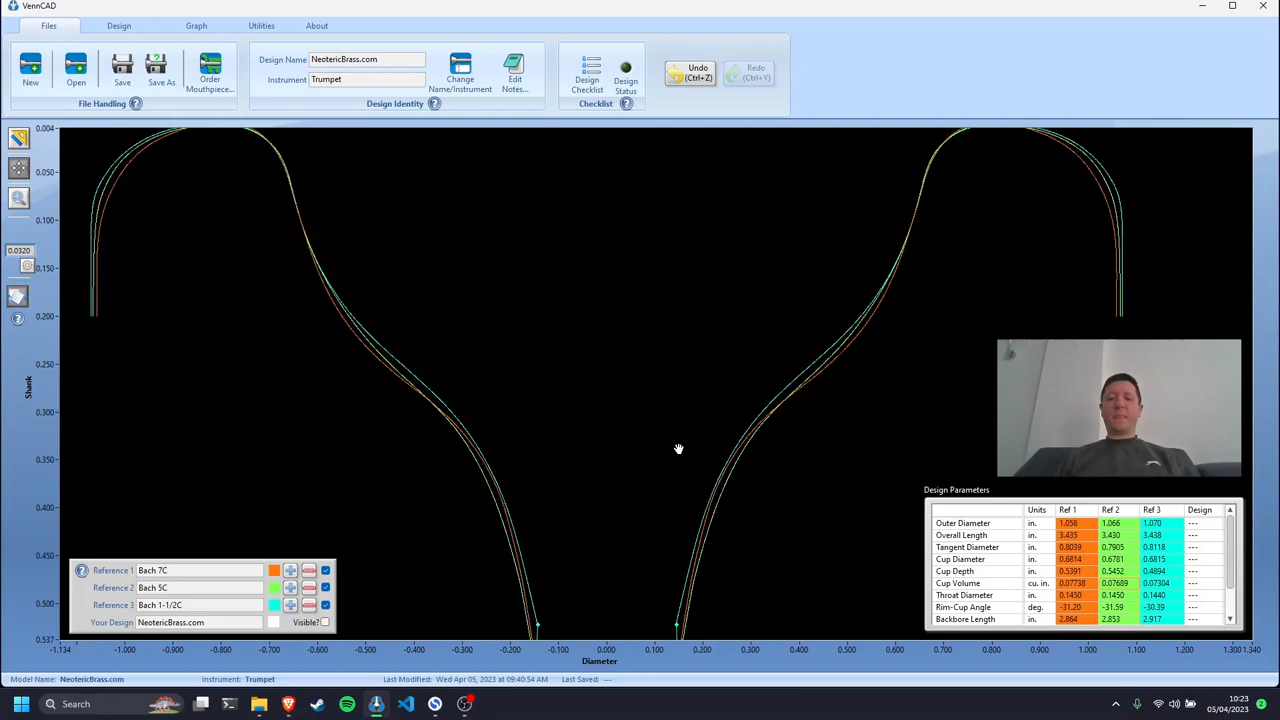 VennCAD
Files Design Graph Utilities About
New Open Save Save As Order Mouthpiece...
File Handling ?
Design Name NeotericBrass.com
Instrument Trumpet
Change Name/Instrument
Edit Notes...
Design Identity ?
Design Checklist
Design Status
Checklist ?
Undo (Ctrl+Z)
Redo (Ctrl+Y)
0.0320
?
Shank
0.004
0.050
0.100
0.150
0.200
0.250
0.300
0.350
0.400
0.450
0.500
0.537
Design Parameters
Units Ref 1 Ref 2 Ref 3 Design
Outer Diameter in. 1.058 1.066 1.070 ---
Overall Length in. 3.435 3.430 3.438 ---
Tangent Diameter in. 0.8039 0.7905 0.8118 ---
Cup Diameter in. 0.6814 0.6781 0.6815 ---
Cup Depth in. 0.5391 0.5452 0.4894 ---
Cup Volume cu. in. 0.07738 0.07689 0.07304 ---
Throat Diameter in. 0.1450 0.1450 0.1440 ---
Rim-Cup Angle deg. -31.20 -31.59 -30.39 ---
Backbore Length in. 2.864 2.853 2.917 ---
? Reference 1 Bach 7C
Reference 2 Bach 5C
Reference 3 Bach 1-1/2C
Your Design NeotericBrass.com Visible?
-1.134 -1.000 -0.900 -0.800 -0.700 -0.600 -0.500 -0.400 -0.300 -0.200 -0.100 0.000 0.100 0.200 0.300 0.400 0.500 0.600 0.700 0.800 0.900 1.000 1.100 1.200 1.300 1.340
Diameter
Model Name: NeotericBrass.com Instrument: Trumpet Last Modified: Wed Apr 05, 2023 at 09:40:54 AM Last Saved: ---
Search
10:23
05/04/2023
2